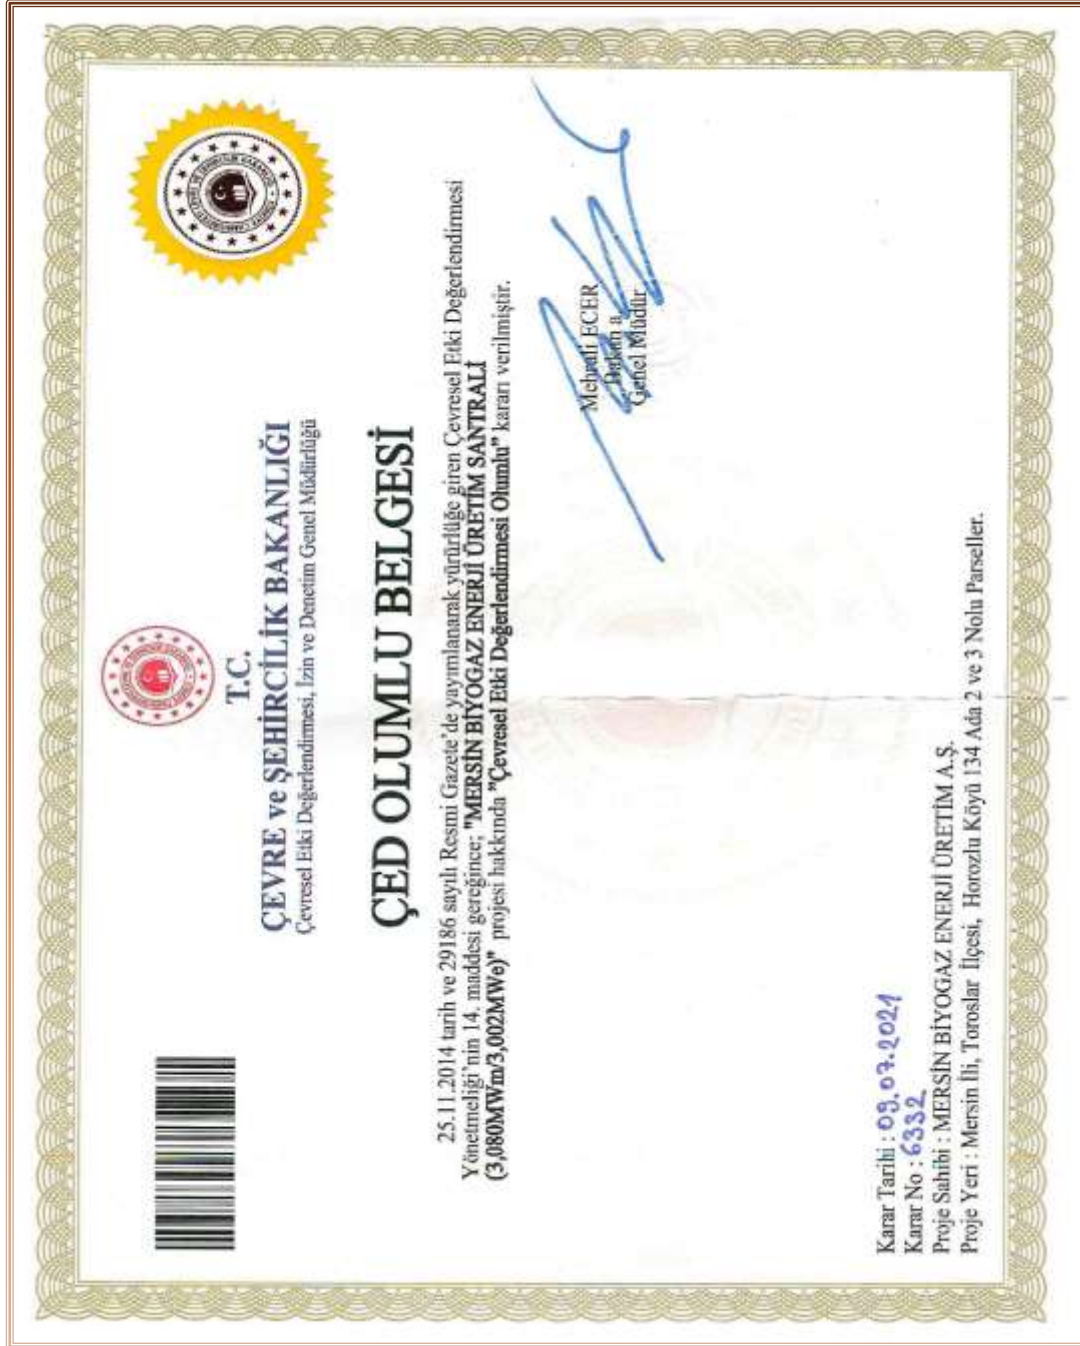 T.C.
ÇEVRE ve ŞEHİRCİLİK BAKANLIĞI
Çevresel Etki Değerlendirmesi, İzin ve Denetim Genel Müdürlüğü
ÇED OLUMLU BELGESİ
25.11.2014 tarih ve 29186 sayılı Resmi Gazete'de yayımlanarak yürürlüğe giren Çevresel Etki Değerlendirmesi
Yönetmeliği'nin 14. maddesi gereğince; "MERSİN BİYOGAZ ENERJİ ÜRETİM SANTRALİ
(3,080MWm/3,002MWe)" projesi hakkında "Çevresel Etki Değerlendirmesi Olumlu" kararı verilmiştir.
Mehrali ECER
Bakan a.
Genel Müdür
Karar Tarihi : 09.07.2021
Karar No : 6332
Proje Sahibi : MERSİN BİYOGAZ ENERJİ ÜRETİM A.Ş.
Proje Yeri : Mersin İli, Toroslar İlçesi, Horozlu Köyü 134 Ada 2 ve 3 Nolu Parseller.